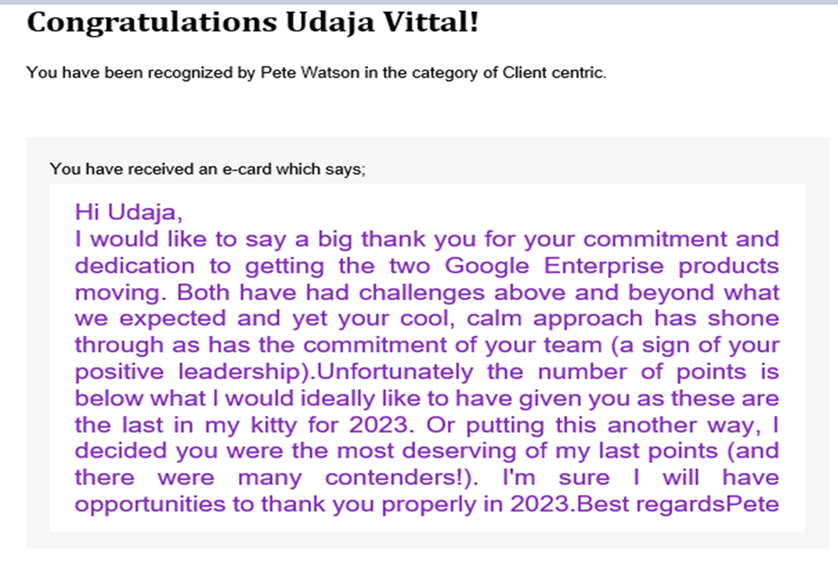 Congratulations Udaja Vittal!
You have been recognized by Pete Watson in the category of Client centric.
You have received an e-card which says;
Hi Udaja,
I would like to say a big thank you for your commitment and
dedication to getting the two Google Enterprise products
moving. Both have had challenges above and beyond what
we expected and yet your cool, calm approach has shone
through as has the commitment of your team (a sign of your
positive leadership).Unfortunately the number of points is
below what I would ideally like to have given you as these are
the last in my kitty for 2023. Or putting this another way, I
decided you were the most deserving of my last points (and
there were many contenders!). I'm sure I will have
opportunities to thank you properly in 2023.Best regardsPete